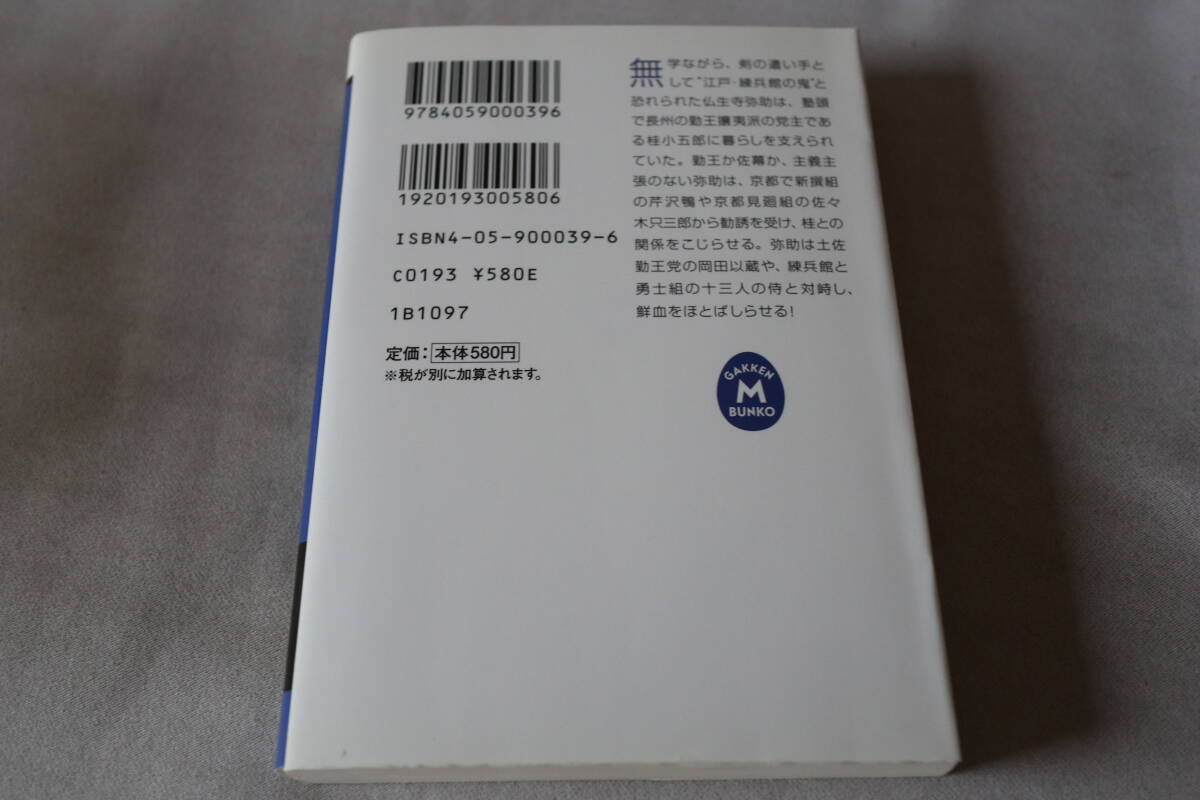 9784059000396
1920193005806
ISBN4-05-900039-6
C0193 ¥580E
1B1097
定価：本体580円
※税が別に加算されます。
無学ながら、剣の遣い手と
して“江戸・練兵館の鬼”と
恐れられた仏生寺弥助は、塾頭
で長州の勤王攘夷派の党主であ
る桂小五郎に暮らしを支えられ
ていた。勤王か佐幕か、主義主
張のない弥助は、京都で新撰組
の芹沢鴨や京都見廻組の佐々
木只三郎から勧誘を受け、桂との
関係をこじらせる。弥助は土佐
勤王党の岡田以蔵や、練兵館と
勇士組の十三人の侍と対峙し、
鮮血をほとばしらせる！
GAKKEN
M
BUNKO